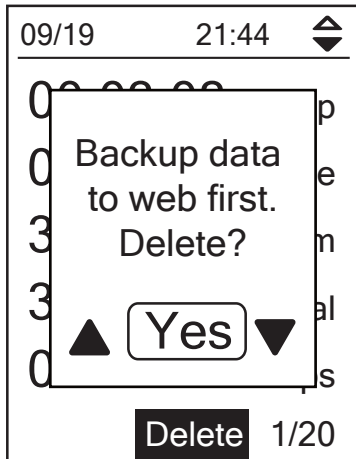 09/19 21:44
Backup data
to web first.
Delete?
Yes
Delete 1/20